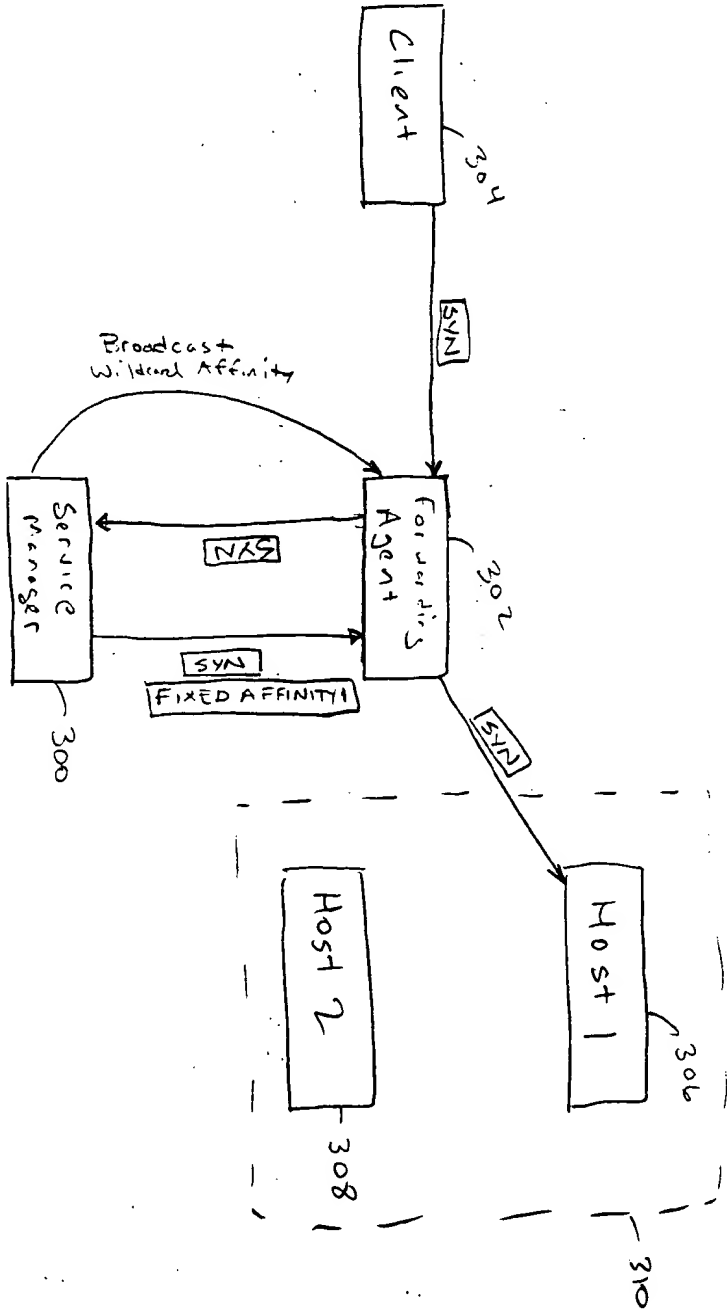 Client
304
SYN
Broadcast
Wildcard Affinity
Forwarding
Agent
302
SYN
SYN
FIXED AFFINITY1
Service
Manager
300
SYN
Host 1
306
Host 2
308
310